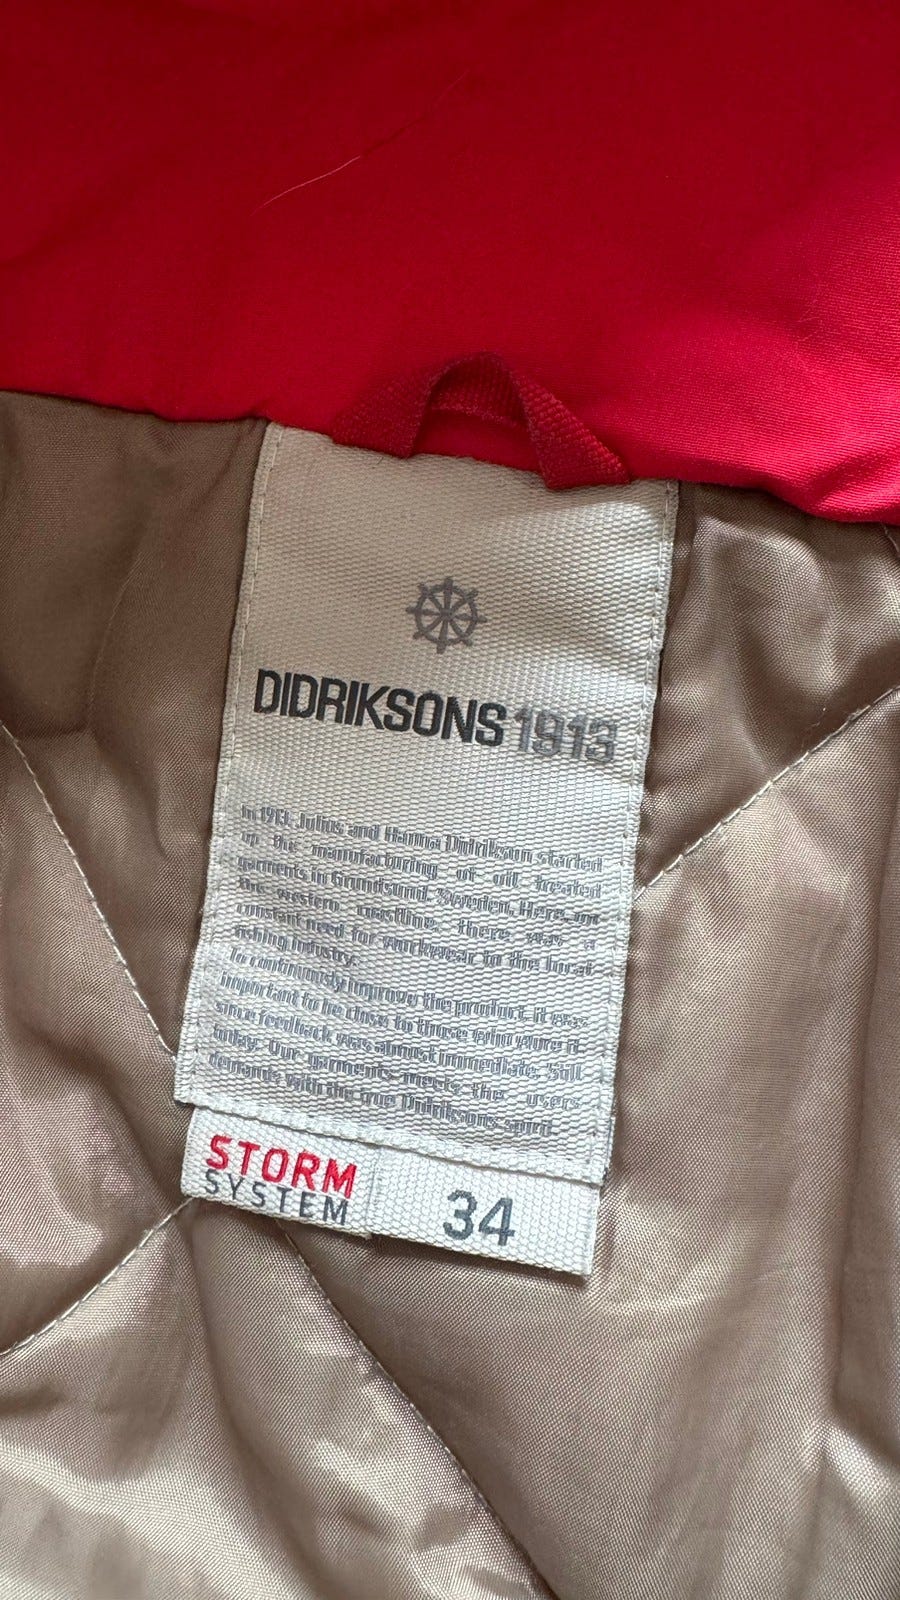 DIDRIKSONS1913
In 1913, Julius and Hanna Didrikson started
up the manufacturing of oil treated
garments in Grundsund, Sweden. Here, on
the western coastline, there was a
constant need for workwear to the local
fishing industry.
To continuously improve the product, it was
important to be close to those who wore it,
since feedback was almost immediate. Still
today. Our garments meets the users
demands with the true Didriksons spirit
STORM
SYSTEM
34